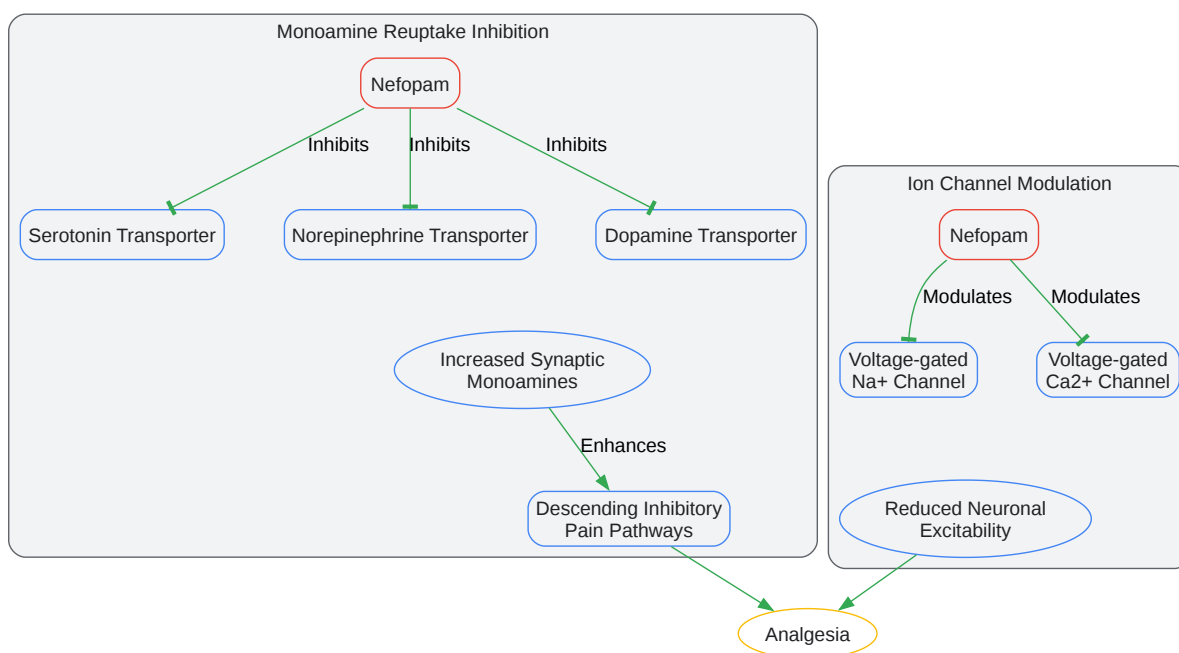 Monoamine Reuptake Inhibition
Nefopam
Inhibits
Inhibits
Inhibits
Serotonin Transporter
Norepinephrine Transporter
Dopamine Transporter
Increased Synaptic
Monoamines
Enhances
Descending Inhibitory
Pain Pathways
Ion Channel Modulation
Nefopam
Modulates
Modulates
Voltage-gated
Na+ Channel
Voltage-gated
Ca2+ Channel
Reduced Neuronal
Excitability
Analgesia